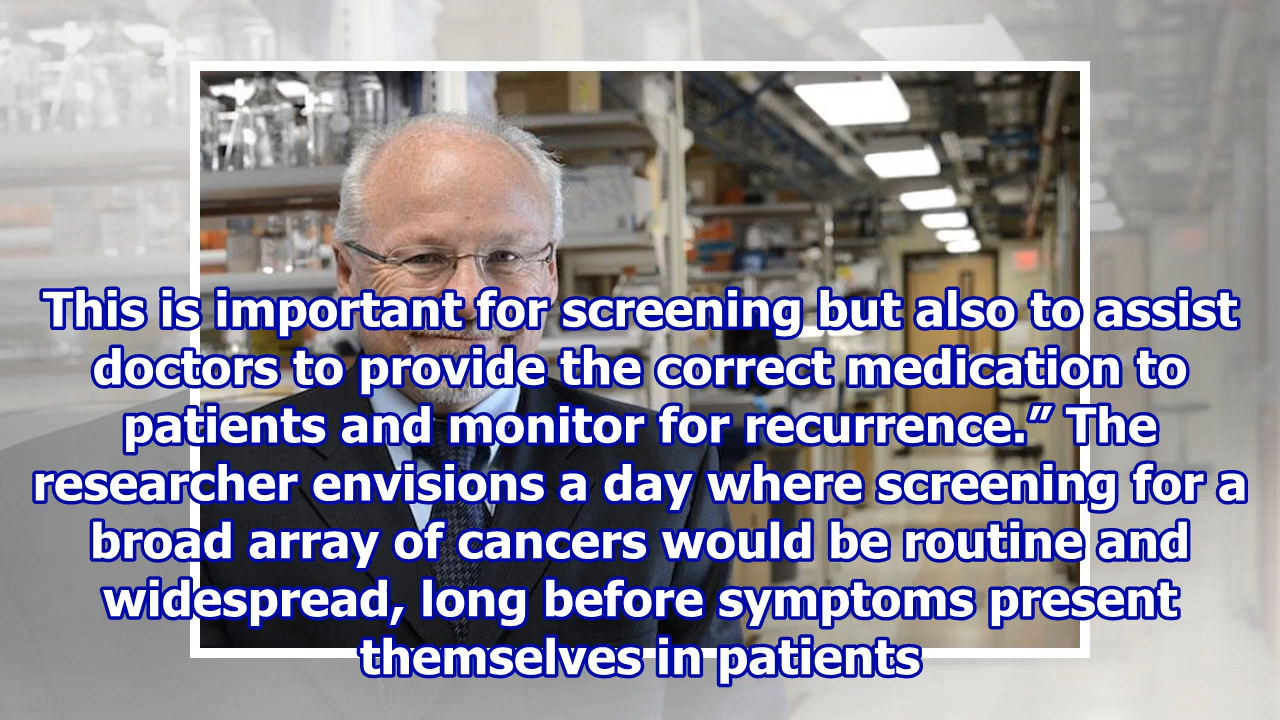 This is important for screening but also to assist
doctors to provide the correct medication to
patients and monitor for recurrence.” The
researcher envisions a day where screening for a
broad array of cancers would be routine and
widespread, long before symptoms present
themselves in patients